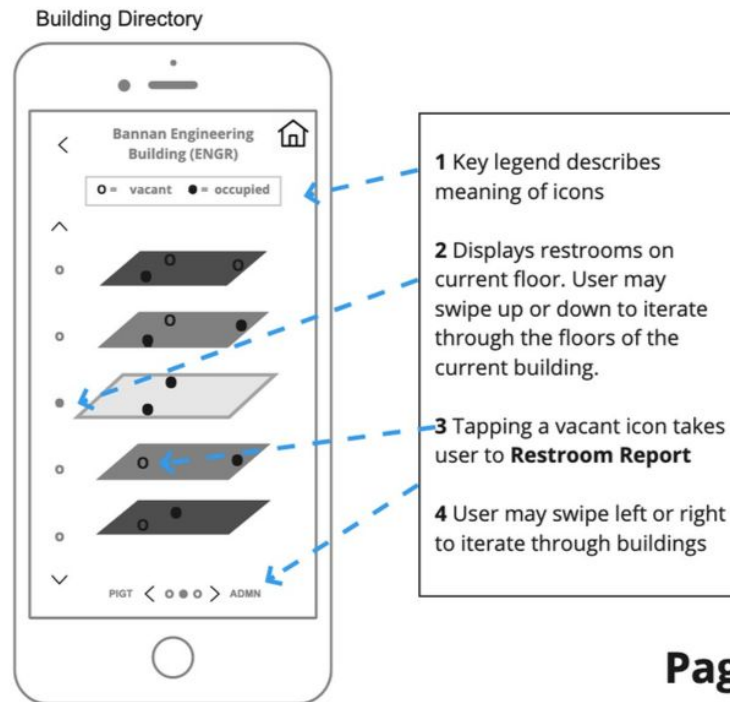 Building Directory
Bannan Engineering
Building (ENGR)
O = vacant ● = occupied
PIGT < > ADMN
1 Key legend describes
meaning of icons
2 Displays restrooms on
current floor. User may
swipe up or down to iterate
through the floors of the
current building.
3 Tapping a vacant icon takes
user to Restroom Report
4 User may swipe left or right
to iterate through buildings